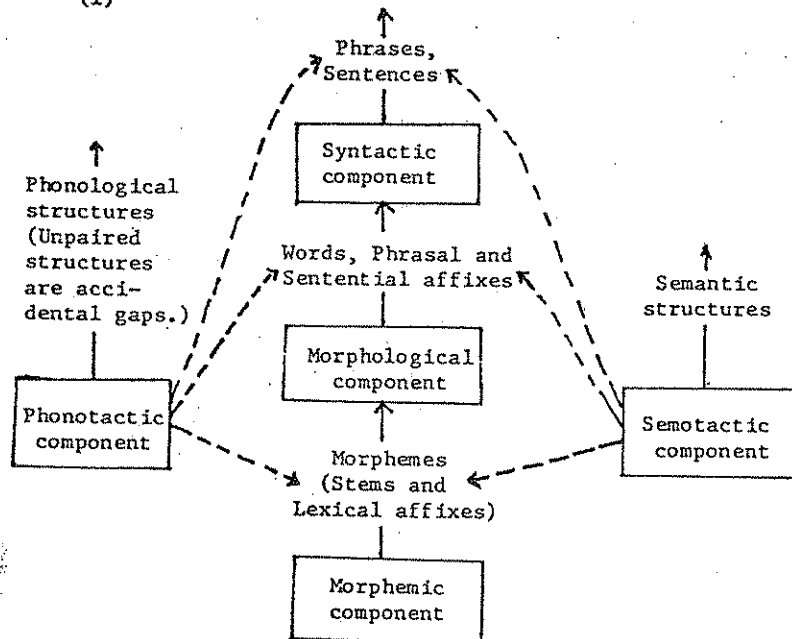 (1)
Phrases,
Sentences
Syntactic
component
Phonological
structures
(Unpaired
structures
are acci-
dental gaps.)
Words, Phrasal and
Sentential affixes
Semantic
structures
Morphological
component
Phonotactic
component
Semotactic
component
Morphemes
(Stems and
Lexical affixes)
Morphemic
component